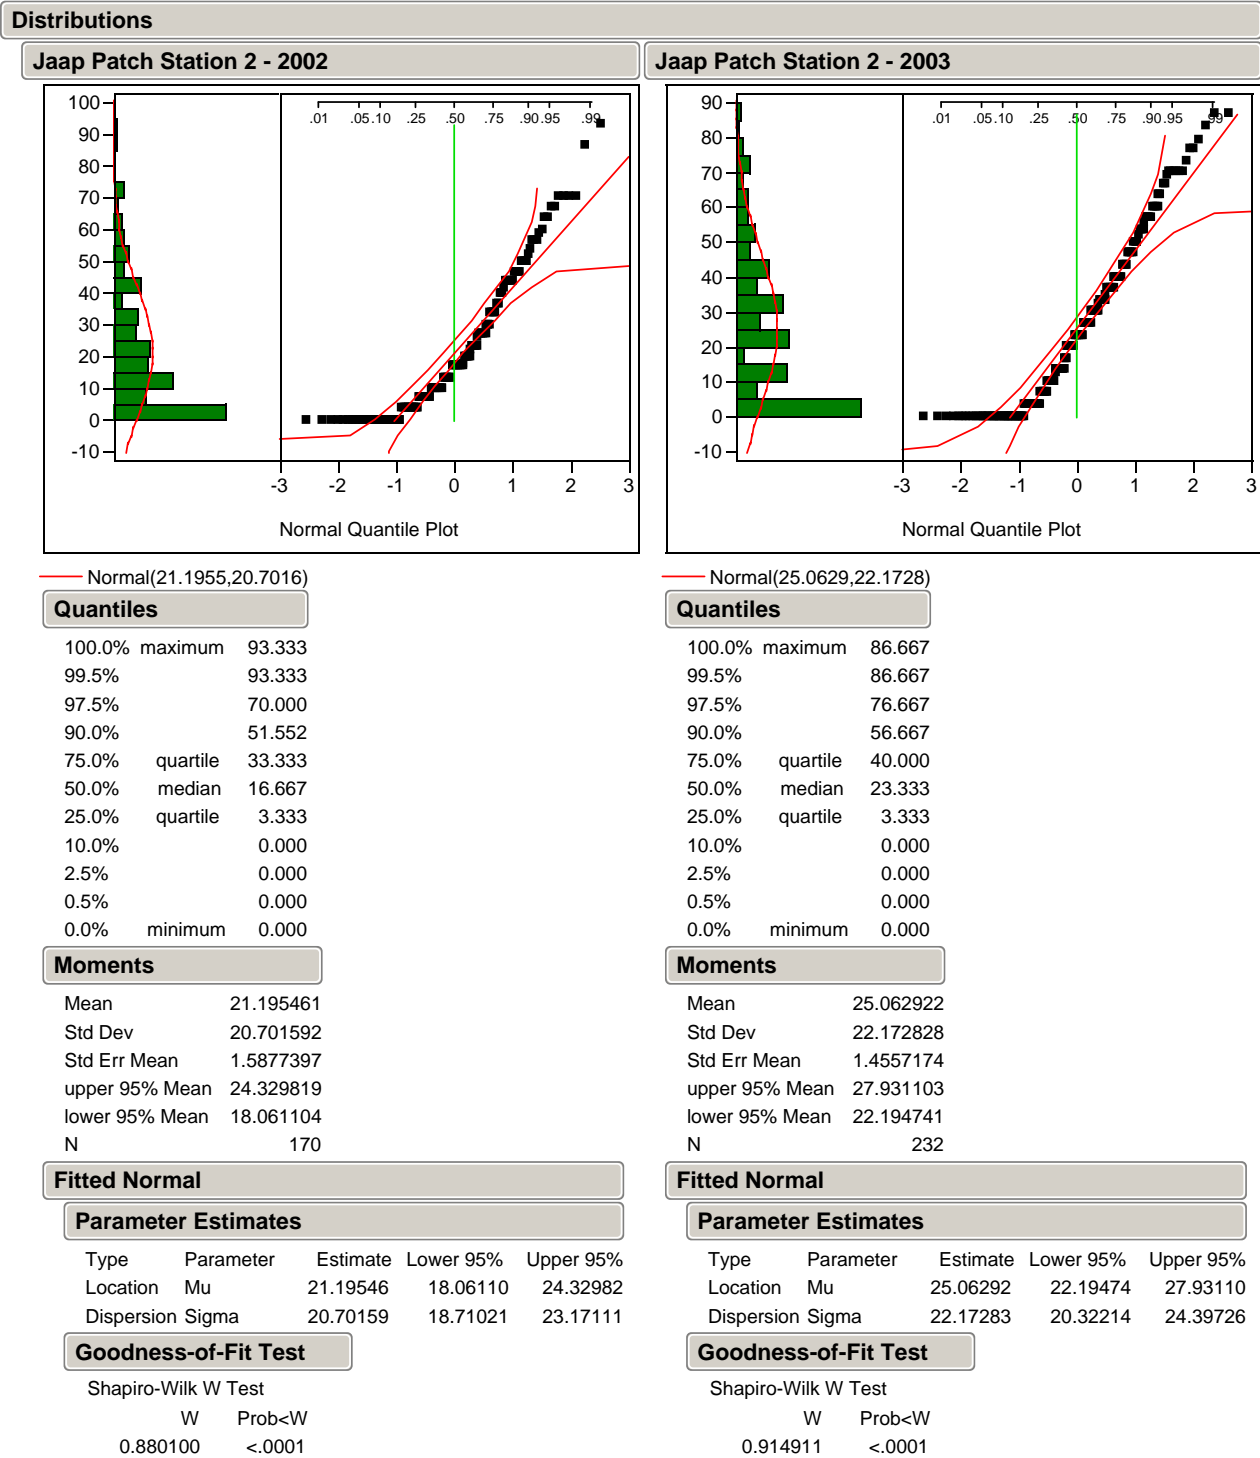 Distributions
Jaap Patch Station 2 - 2002
100
90
80
70
60
50
40
30
20
10
0
-10
.01 .05 .10 .25 .50 .75 .90 .95 .99
-3 -2 -1 0 1 2 3
Normal Quantile Plot
Normal(21.1955,20.7016)
Quantiles
100.0% maximum 93.333
99.5% 93.333
97.5% 70.000
90.0% 51.552
75.0% quartile 33.333
50.0% median 16.667
25.0% quartile 3.333
10.0% 0.000
2.5% 0.000
0.5% 0.000
0.0% minimum 0.000
Moments
Mean 21.195461
Std Dev 20.701592
Std Err Mean 1.5877397
upper 95% Mean 24.329819
lower 95% Mean 18.061104
N 170
Fitted Normal
Parameter Estimates
Type Parameter Estimate Lower 95% Upper 95%
Location Mu 21.19546 18.06110 24.32982
Dispersion Sigma 20.70159 18.71021 23.17111
Goodness-of-Fit Test
Shapiro-Wilk W Test
W Prob<W
0.880100 <.0001
Jaap Patch Station 2 - 2003
90
80
70
60
50
40
30
20
10
0
-10
.01 .05 .10 .25 .50 .75 .90 .95 .99
-3 -2 -1 0 1 2 3
Normal Quantile Plot
Normal(25.0629,22.1728)
Quantiles
100.0% maximum 86.667
99.5% 86.667
97.5% 76.667
90.0% 56.667
75.0% quartile 40.000
50.0% median 23.333
25.0% quartile 3.333
10.0% 0.000
2.5% 0.000
0.5% 0.000
0.0% minimum 0.000
Moments
Mean 25.062922
Std Dev 22.172828
Std Err Mean 1.4557174
upper 95% Mean 27.931103
lower 95% Mean 22.194741
N 232
Fitted Normal
Parameter Estimates
Type Parameter Estimate Lower 95% Upper 95%
Location Mu 25.06292 22.19474 27.93110
Dispersion Sigma 22.17283 20.32214 24.39726
Goodness-of-Fit Test
Shapiro-Wilk W Test
W Prob<W
0.914911 <.0001